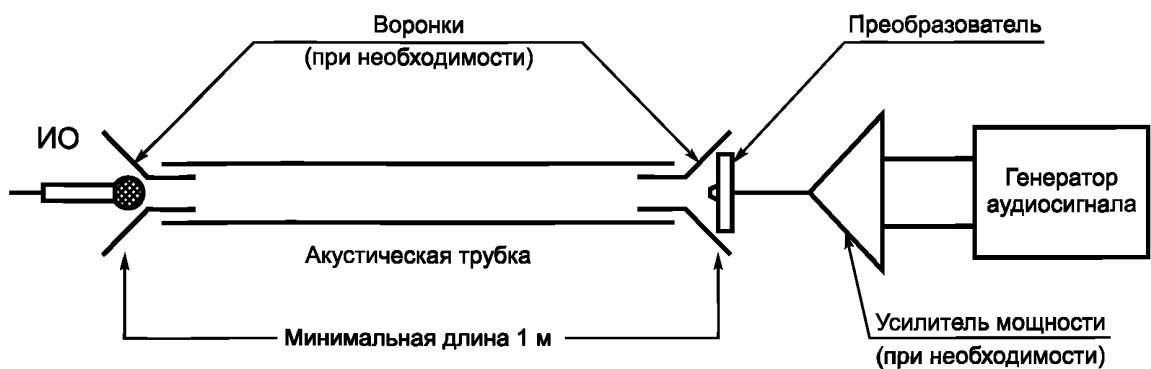 Воронки
(при необходимости)
Преобразователь
ИО
Генератор
аудиосигнала
Акустическая трубка
Минимальная длина 1 м
Усилитель мощности
(при необходимости)